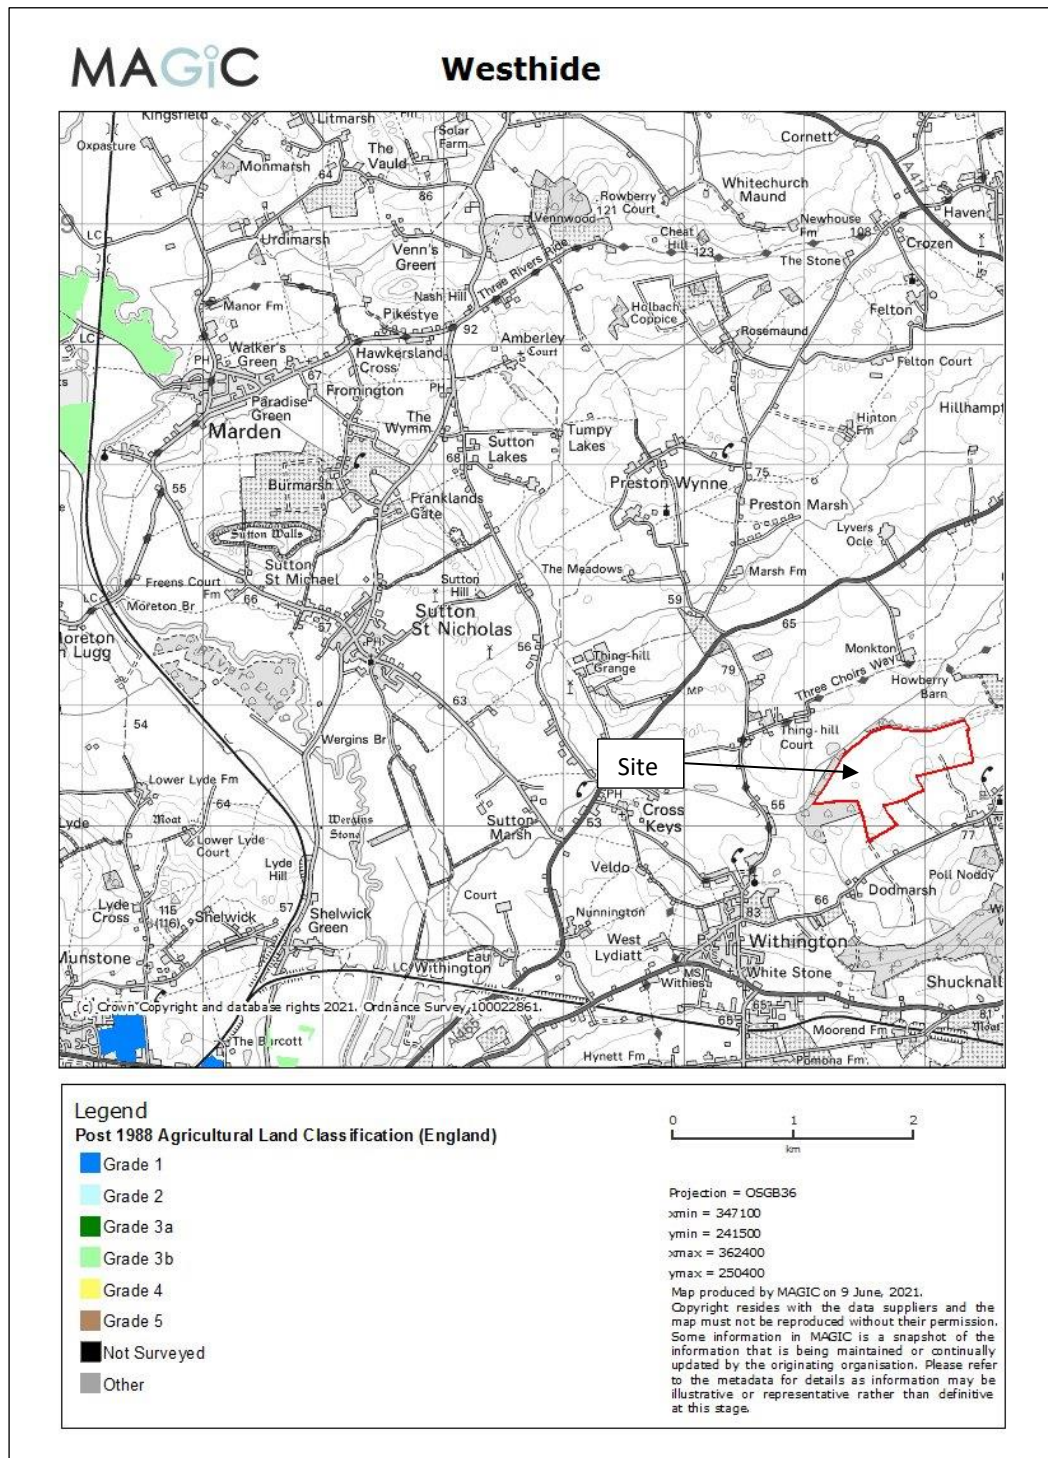 MAGiC
Westhide
Kingsfield
Litmarsh
Oxpasture
The
Vauld
Solar
Farm
Cornett
A 417
Monmarsh
64
86
Rowberry
Court
121
Whitechurch
Maund
Vennwood
Newhouse
Fm
108
Haven
LC
Urdimarsh
Venn's
Green
Cheat
Hill
123
Crozen
The Stone
Three Rivers Ride
Nash Hill
Manor Fm
Pikestye
92
Holbach
Coppice
Felton
LC
Walker's
Green
PH
Hawkersland
Cross
Amberley
Court
Rosemaund
Felton Court
67
Fromington
PH
Paradise
Green
The
Wymm
Marden
Tumpy
Lakes
Hinton
Fm
Hillhampt
Sutton
Lakes
68
55
Burmarsh
Preston Wynne
75
Franklands
Gate
Preston Marsh
Sutton Walls
Lyvers
Ocle
Sutton
St Michael
The Meadows
Marsh Fm
Freens Court
Fm
66
Sutton
Hill
LC
Moreton Br
59
57
Sutton
St Nicholas
65
Moreton
n Lugg
PH
56
Thing-hill
Grange
Monkton
79
Three Choirs Way
Howberry
Barn
MP
63
54
Wergins Br
Thing-hill
Court
Site
Lower Lyde Fm
64
55
PH
Cross
Keys
53
Moat
Wergins
Stone
Sutton
Marsh
Lyde
Lower Lyde
Court
77
Veldo
Lyde
Hill
Poll Noddy
Dodmarsh
Court
66
Lyde
Cross
115
(116)
Shelwick
57
Shelwick
Green
Nunnington
83
West
Lydiatt
Withington
Munstone
Eau
LC
Withington
MS
White Stone
Withies
Shucknall
(c) Crown Copyright and database rights 2021. Ordnance Survey 100022861.
65
81
Moat
Moorend Fm
The Burcott
Hynett Fm
Pomona Fm
Legend
Post 1988 Agricultural Land Classification (England)
Grade 1
Grade 2
Grade 3a
Grade 3b
Grade 4
Grade 5
Not Surveyed
Other
0 1 2
km
Projection = OSGB36
xmin = 347100
ymin = 241500
xmax = 362400
ymax = 250400
Map produced by MAGIC on 9 June, 2021.
Copyright resides with the data suppliers and the
map must not be reproduced without their permission.
Some information in MAGIC is a snapshot of the
information that is being maintained or continually
updated by the originating organisation. Please refer
to the metadata for details as information may be
illustrative or representative rather than definitive
at this stage.